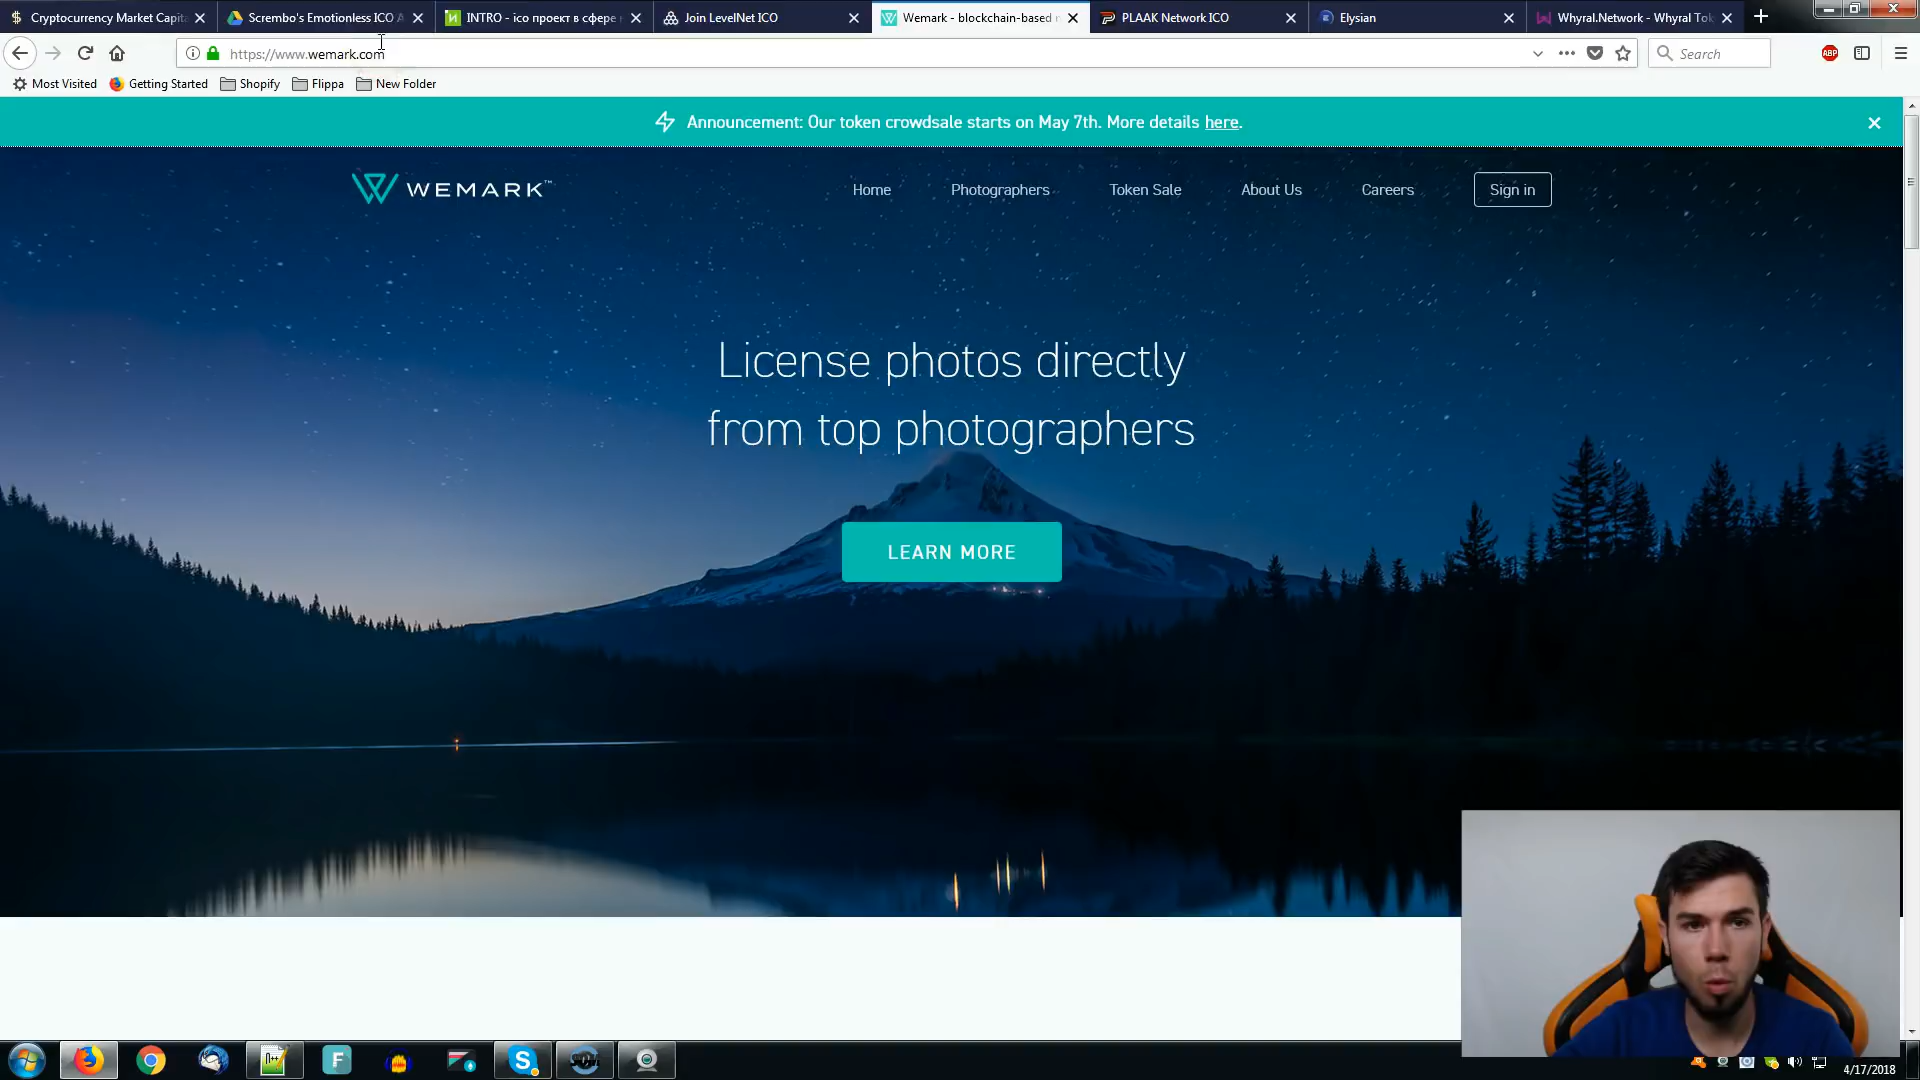 Cryptocurrency Market Capit
Scrembo's Emotionless ICO A
INTRO - ico проект в сфере
Join LevelNet ICO
Wemark - blockchain-based
PLAAK Network ICO
Elysian
Whyral.Network - Whyral Tok
https://www.wemark.com
Search
ABP
Most Visited
Getting Started
Shopify
Flippa
New Folder
Announcement: Our token crowdsale starts on May 7th. More details here.
WEMARK™
Home
Photographers
Token Sale
About Us
Careers
Sign in
License photos directly
from top photographers
LEARN MORE
4/17/2018